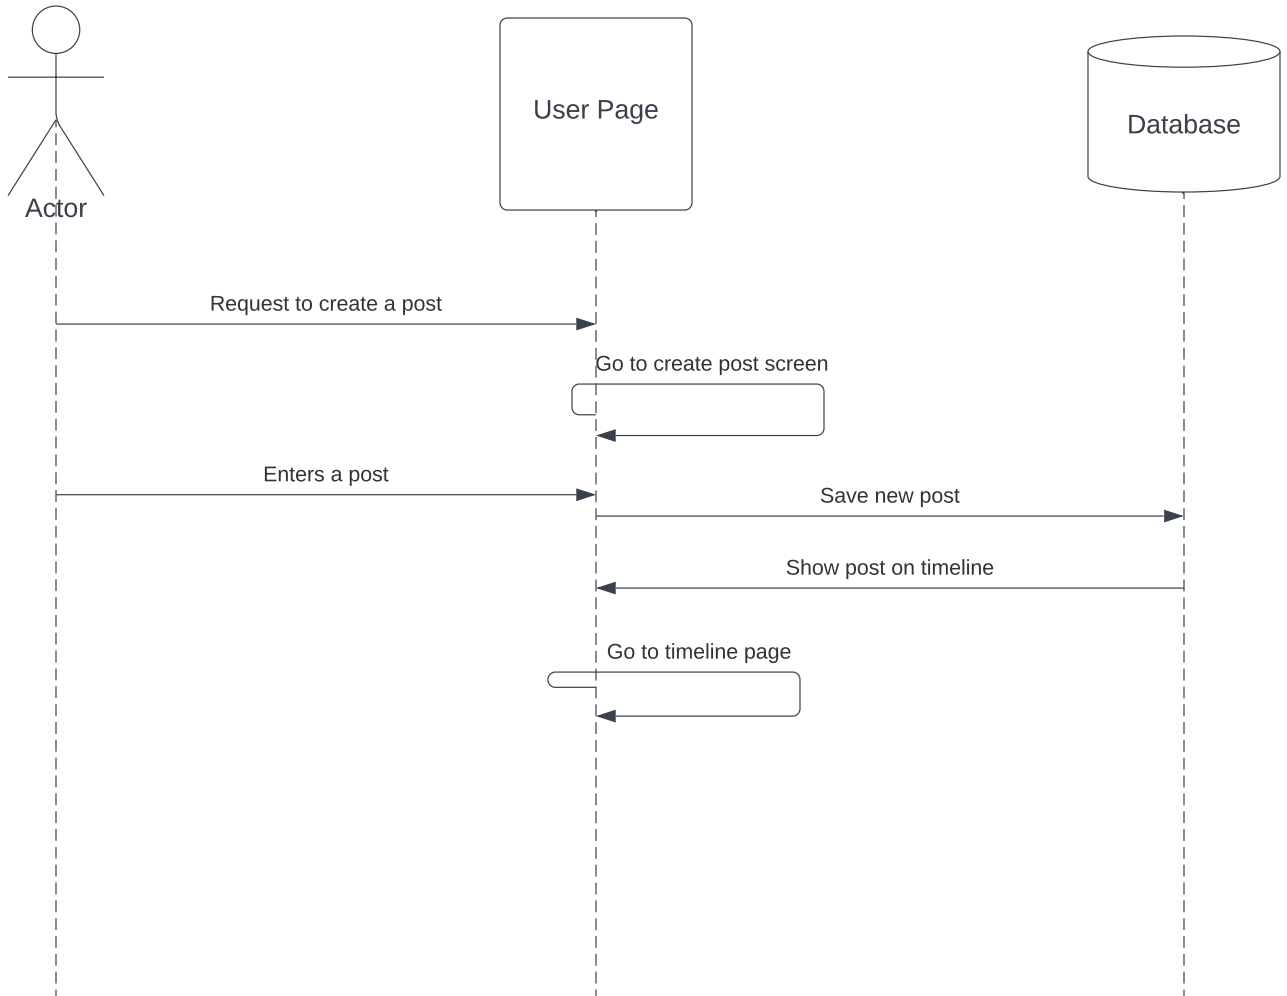 User Page
Database
Actor
Request to create a post
Go to create post screen
Enters a post
Save new post
Show post on timeline
Go to timeline page